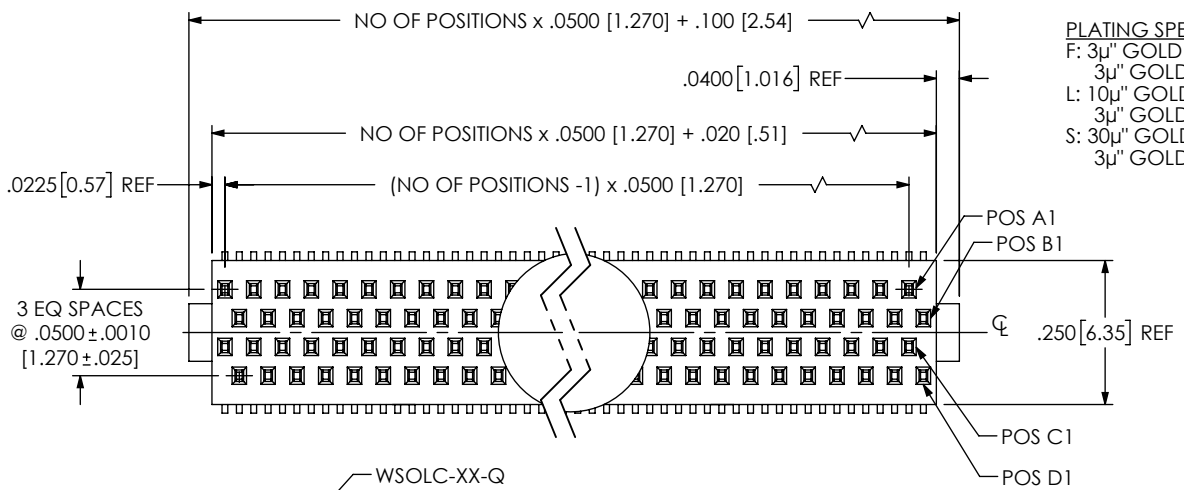 NO OF POSITIONS x .0500 [1.270] + .100 [2.54]
PLATING SPE
F: 3µ" GOLD
3µ" GOLD
L: 10µ" GOLD
3µ" GOLD
S: 30µ" GOLD
3µ" GOLD
.0400[1.016] REF
NO OF POSITIONS x .0500 [1.270] + .020 [.51]
.0225[0.57] REF
(NO OF POSITIONS -1) x .0500 [1.270]
POS A1
POS B1
3 EQ SPACES
@ .0500±.0010
[1.270±.025]
℄
.250[6.35] REF
POS C1
POS D1
WSOLC-XX-Q